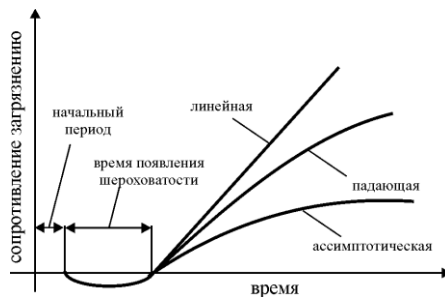 сопротивление загрязнению
начальный
период
время появления
шероховатости
линейная
падающая
ассимптотическая
время